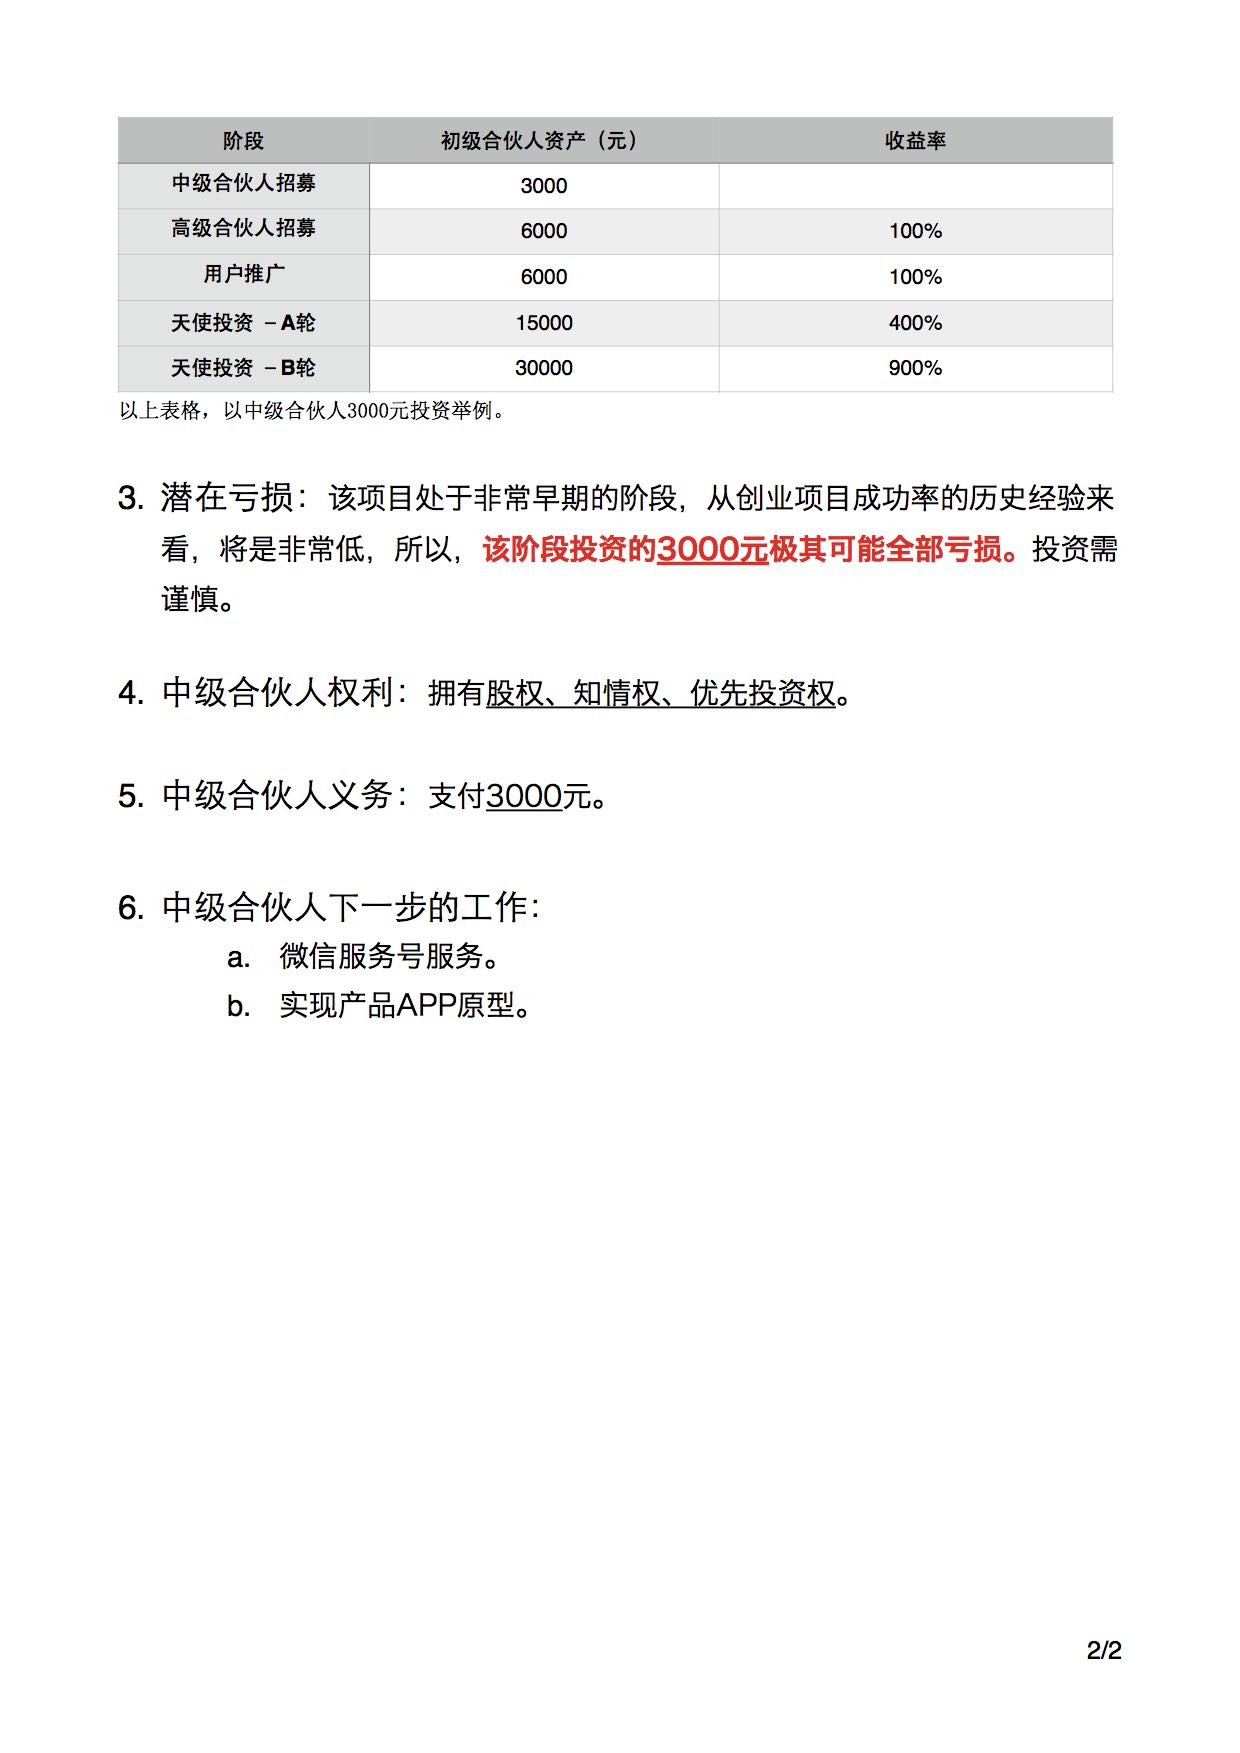 阶段 初级合伙人资产（元） 收益率
中级合伙人招募 3000
高级合伙人招募 6000 100%
用户推广 6000 100%
天使投资 – A轮 15000 400%
天使投资 – B轮 30000 900%
以上表格，以中级合伙人3000元投资举例。
3. 潜在亏损：该项目处于非常早期的阶段，从创业项目成功率的历史经验来
看，将是非常低，所以，该阶段投资的3000元极其可能全部亏损。投资需
谨慎。
4. 中级合伙人权利：拥有股权、知情权、优先投资权。
5. 中级合伙人义务：支付3000元。
6. 中级合伙人下一步的工作：
a. 微信服务号服务。
b. 实现产品APP原型。
2/2